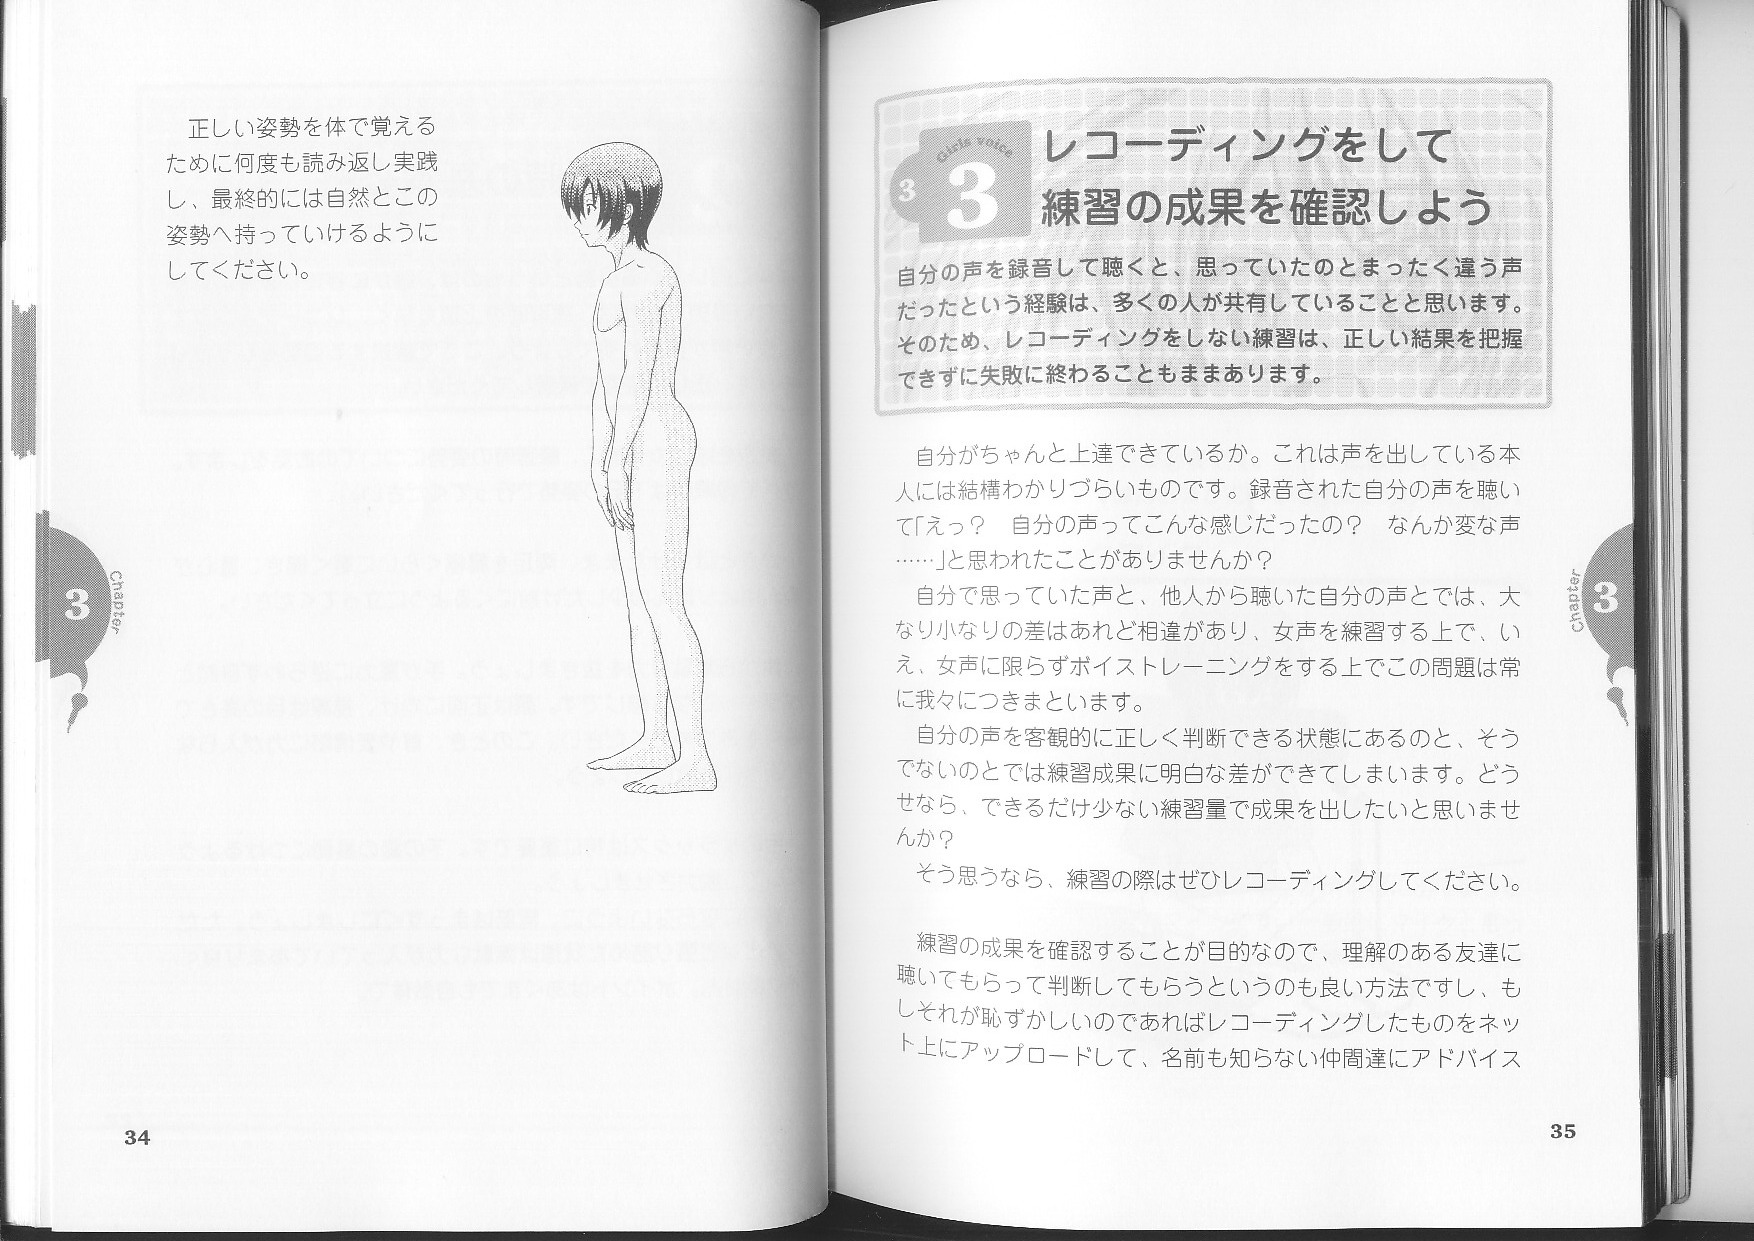 正しい姿勢を体で覚える
ために何度も読み返し実践
し、最終的には自然とこの
姿勢へ持っていけるように
してください。
3
Chapter
34
Girls voice
3
3
レコーディングをして
練習の成果を確認しよう
自分の声を録音して聴くと、思っていたのとまったく違う声
だったという経験は、多くの人が共有していることと思います。
そのため、レコーディングをしない練習は、正しい結果を把握
できずに失敗に終わることもままあります。
自分がちゃんと上達できているか。これは声を出している本
人には結構わかりづらいものです。録音された自分の声を聴い
て「えっ？　自分の声ってこんな感じだったの？　なんか変な声
……」と思われたことがありませんか？
自分で思っていた声と、他人から聴いた自分の声とでは、大
なり小なりの差はあれど相違があり、女声を練習する上で、い
え、女声に限らずボイストレーニングをする上でこの問題は常
に我々につきまといます。
自分の声を客観的に正しく判断できる状態にあるのと、そう
でないのとでは練習成果に明白な差ができてしまいます。どう
せなら、できるだけ少ない練習量で成果を出したいと思いませ
んか？
そう思うなら、練習の際はぜひレコーディングしてください。
練習の成果を確認することが目的なので、理解のある友達に
聴いてもらって判断してもらうというのも良い方法ですし、も
しそれが恥ずかしいのであればレコーディングしたものをネッ
ト上にアップロードして、名前も知らない仲間達にアドバイス
Chapter
3
35